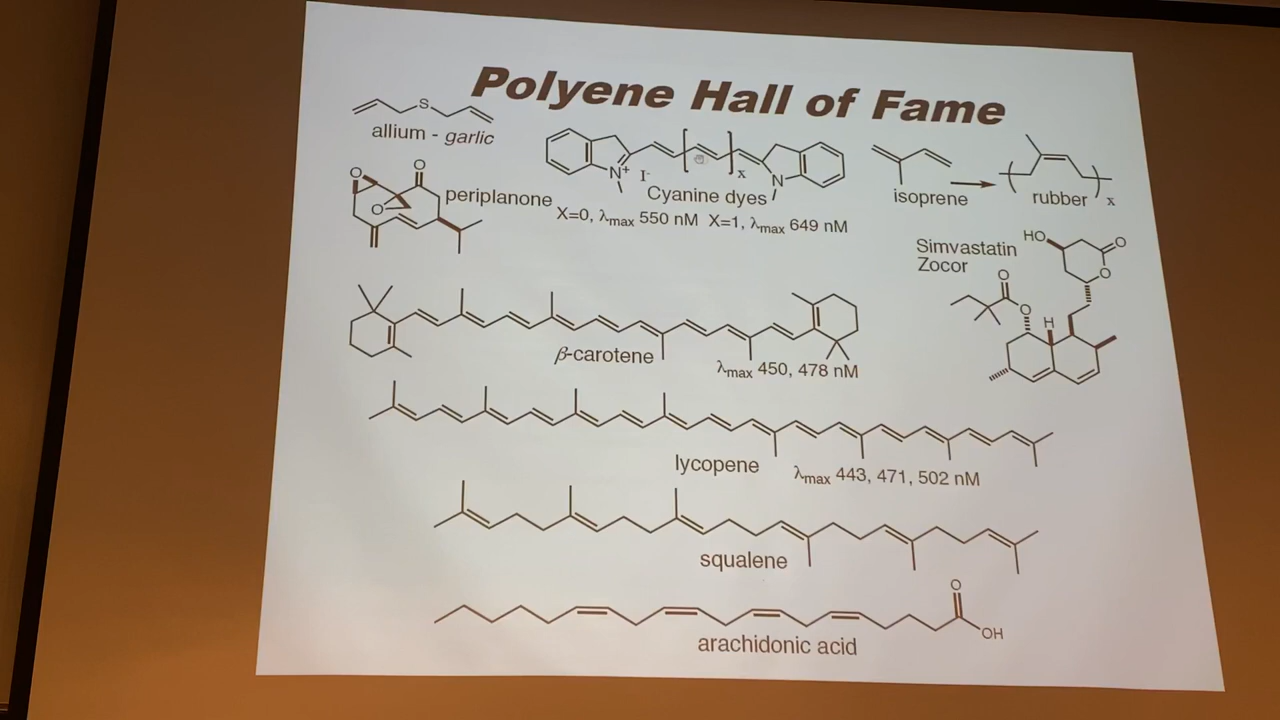 Polyene Hall of Fame
S
allium - garlic
O
O
O
periplanone
N+ I-
x
N
Cyanine dyes
X=0, λmax 550 nM X=1, λmax 649 nM
isoprene
rubber
x
Simvastatin
Zocor
HO
O
O
O
O
H
β-carotene
λmax 450, 478 nM
lycopene
λmax 443, 471, 502 nM
squalene
O
OH
arachidonic acid